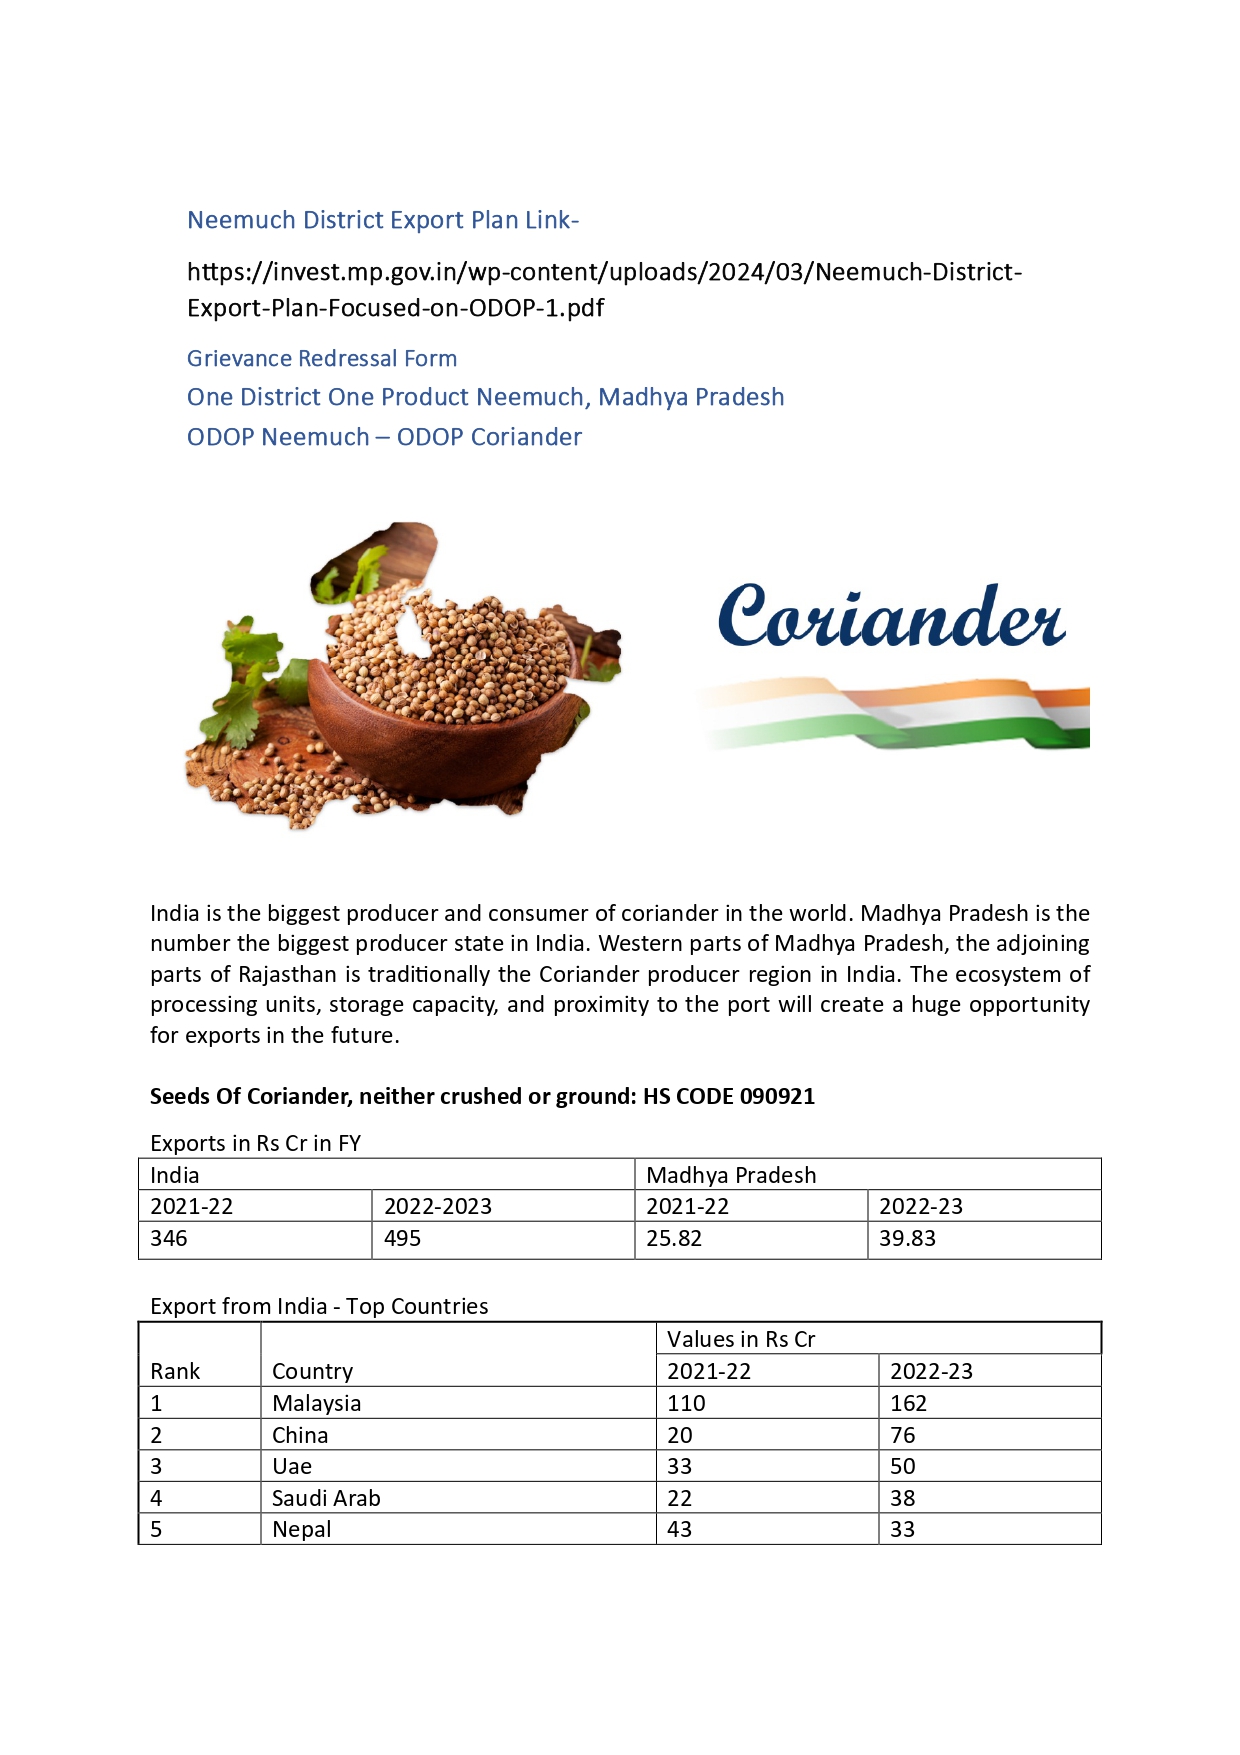 Neemuch District Export Plan Link-
https://invest.mp.gov.in/wp-content/uploads/2024/03/Neemuch-District-
Export-Plan-Focused-on-ODOP-1.pdf
Grievance Redressal Form
One District One Product Neemuch, Madhya Pradesh
ODOP Neemuch – ODOP Coriander
Coriander
India is the biggest producer and consumer of coriander in the world. Madhya Pradesh is the
number the biggest producer state in India. Western parts of Madhya Pradesh, the adjoining
parts of Rajasthan is traditionally the Coriander producer region in India. The ecosystem of
processing units, storage capacity, and proximity to the port will create a huge opportunity
for exports in the future.
Seeds Of Coriander, neither crushed or ground: HS CODE 090921
Exports in Rs Cr in FY
India Madhya Pradesh
2021-22 2022-2023 2021-22 2022-23
346 495 25.82 39.83
Export from India - Top Countries
Values in Rs Cr
Rank Country 2021-22 2022-23
1 Malaysia 110 162
2 China 20 76
3 Uae 33 50
4 Saudi Arab 22 38
5 Nepal 43 33